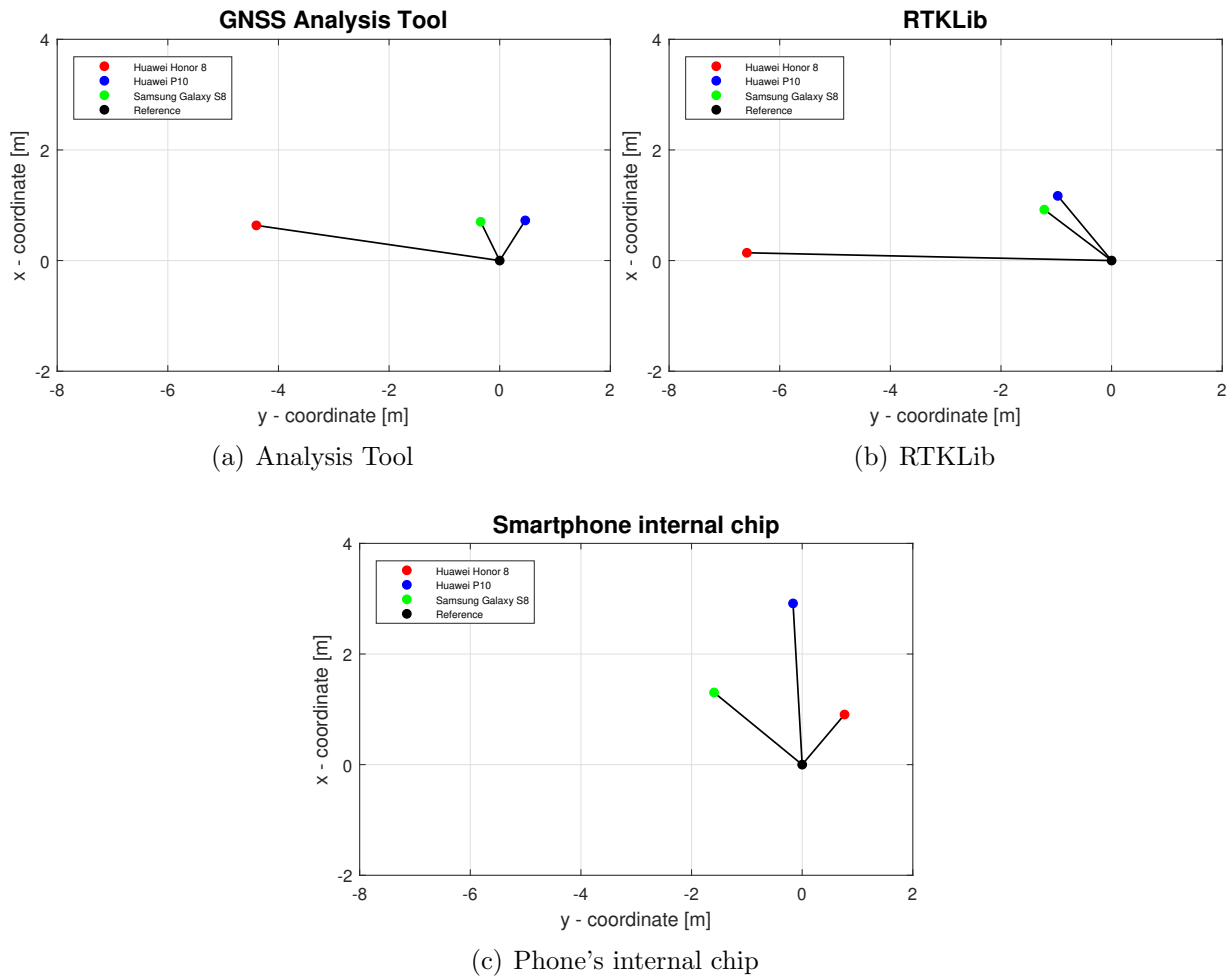 GNSS Analysis Tool
4
2
0
-2
x - coordinate [m]
Huawei Honor 8
Huawei P10
Samsung Galaxy S8
Reference
-8 -6 -4 -2 0 2
y - coordinate [m]
(a) Analysis Tool
RTKLib
4
2
0
-2
x - coordinate [m]
Huawei Honor 8
Huawei P10
Samsung Galaxy S8
Reference
-8 -6 -4 -2 0 2
y - coordinate [m]
(b) RTKLib
Smartphone internal chip
4
2
0
-2
x - coordinate [m]
Huawei Honor 8
Huawei P10
Samsung Galaxy S8
Reference
-8 -6 -4 -2 0 2
y - coordinate [m]
(c) Phone's internal chip